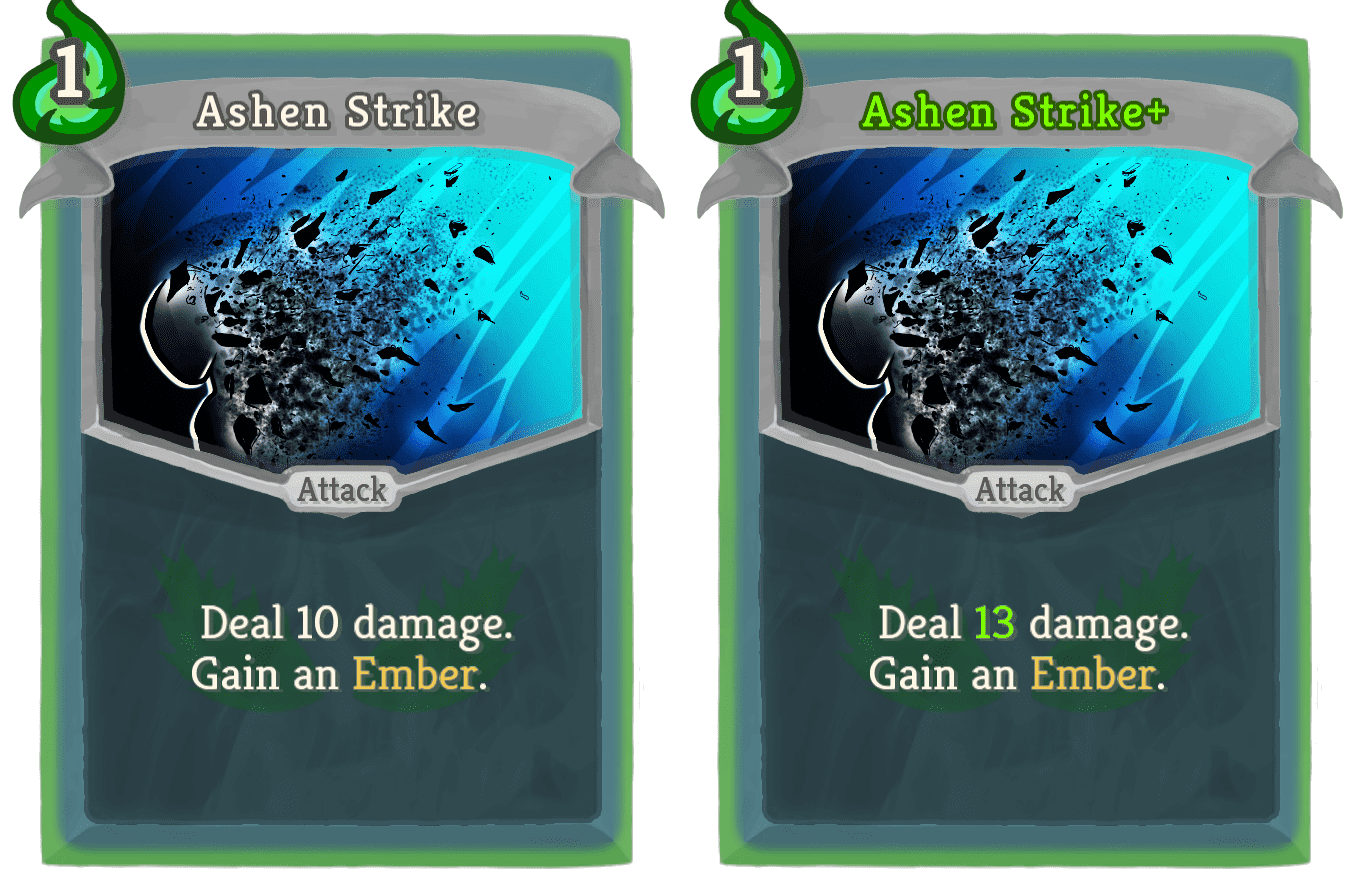 1
Ashen Strike
Attack
Deal 10 damage.
Gain an Ember.
1
Ashen Strike+
Attack
Deal 13 damage.
Gain an Ember.